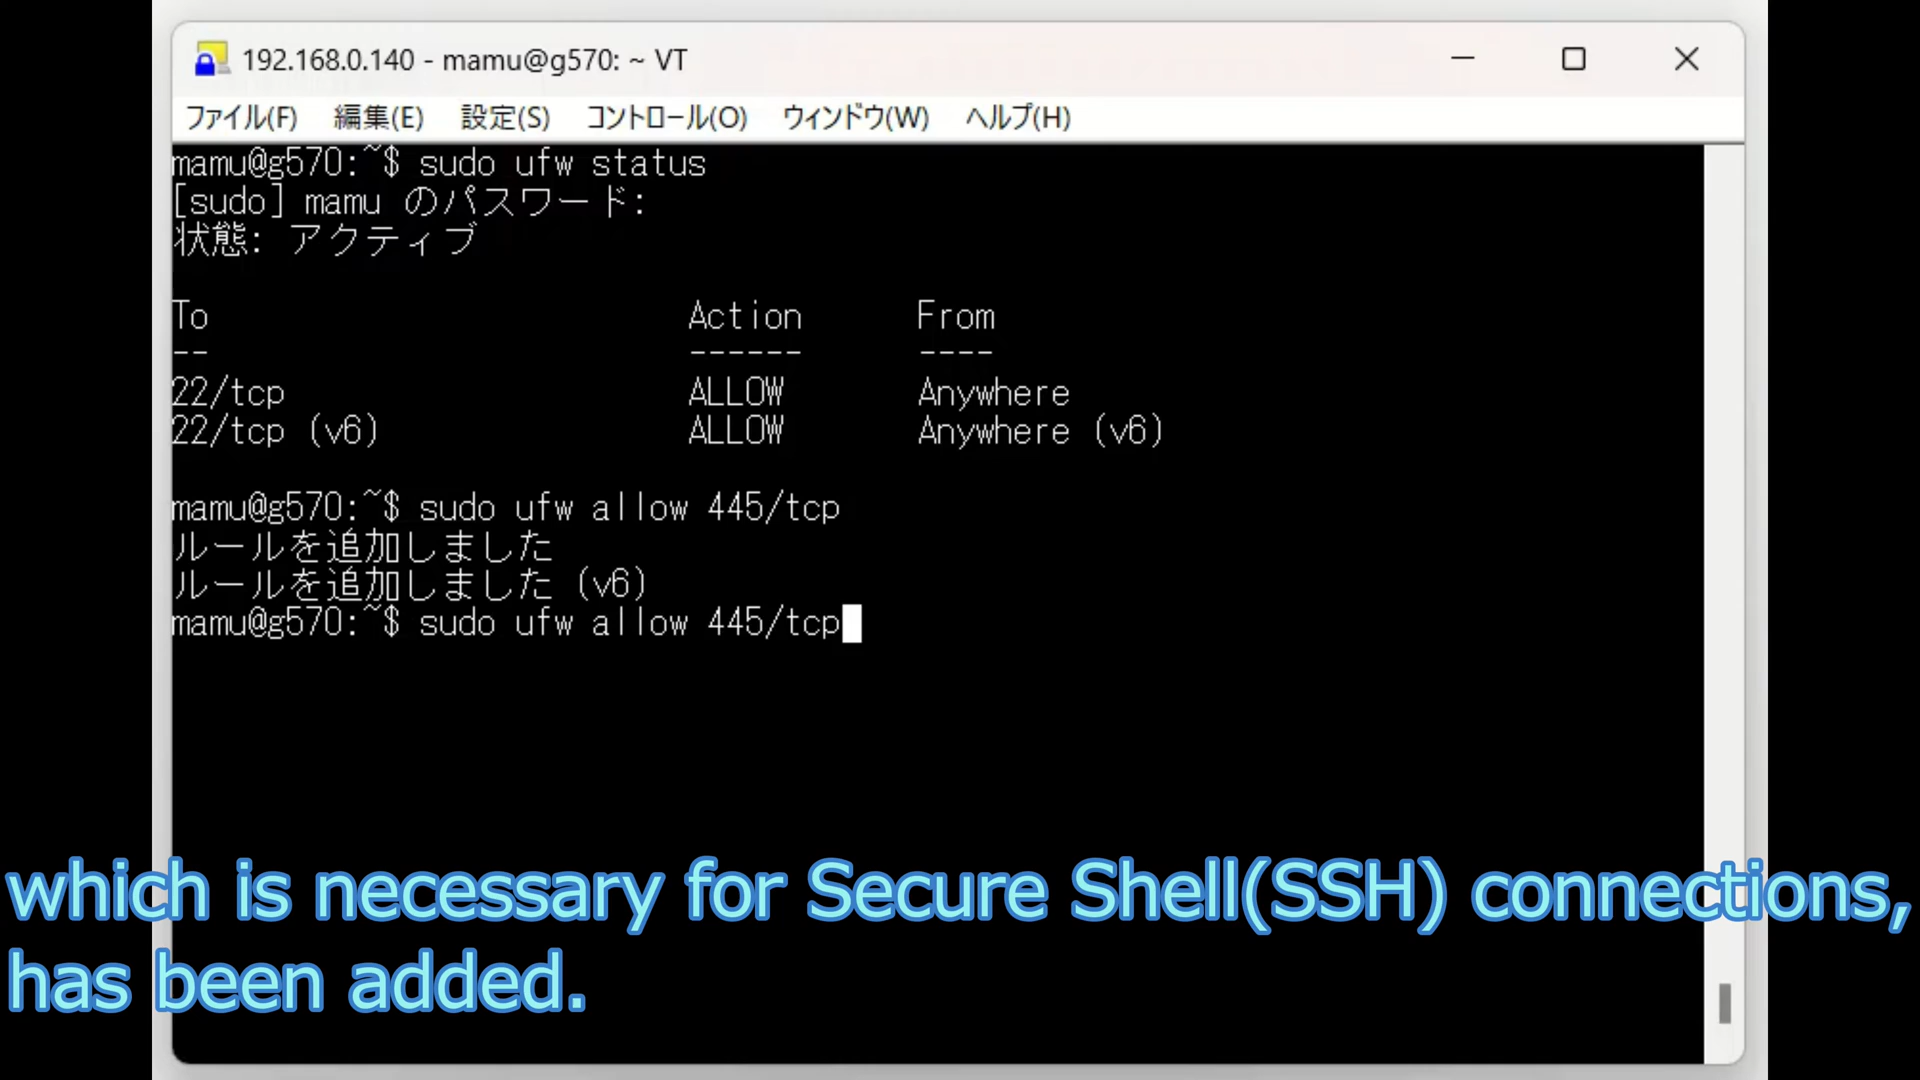 192.168.0.140 - mamu@g570: ~ VT
ファイル(F) 編集(E) 設定(S) コントロール(O) ウィンドウ(W) ヘルプ(H)
mamu@g570:~$ sudo ufw status
[sudo] mamu のパスワード:
状態: アクティブ
To Action From
-- ------ ----
22/tcp ALLOW Anywhere
22/tcp (v6) ALLOW Anywhere (v6)
mamu@g570:~$ sudo ufw allow 445/tcp
ルールを追加しました
ルールを追加しました (v6)
mamu@g570:~$ sudo ufw allow 445/tcp
which is necessary for Secure Shell(SSH) connections,
has been added.